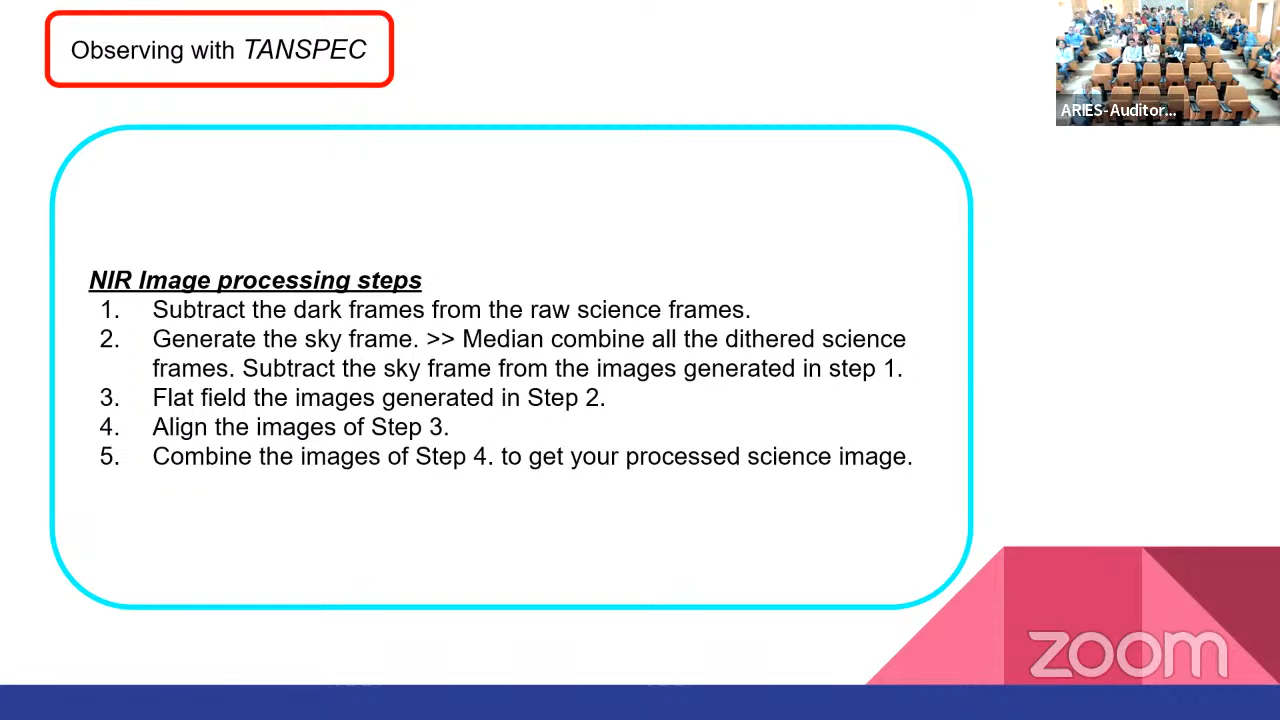 Observing with TANSPEC
ARIES-Auditor...
NIR Image processing steps
1. Subtract the dark frames from the raw science frames.
2. Generate the sky frame. >> Median combine all the dithered science
frames. Subtract the sky frame from the images generated in step 1.
3. Flat field the images generated in Step 2.
4. Align the images of Step 3.
5. Combine the images of Step 4. to get your processed science image.
zoom